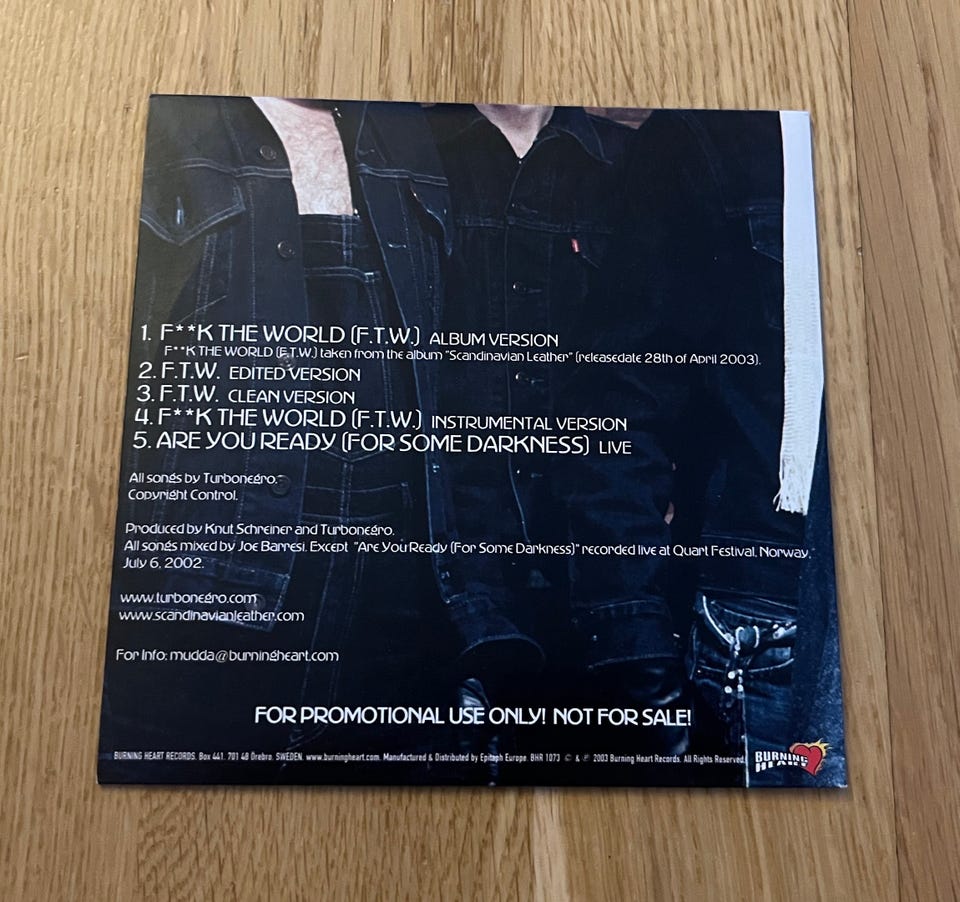 1. F**K THE WORLD (F.T.W.) ALBUM VERSION
F**K THE WORLD (F.T.W.) taken from the album "Scandinavian Leather" (releasedate 28th of April 2003).
2. F.T.W. EDITED VERSION
3. F.T.W. CLEAN VERSION
4. F**K THE WORLD (F.T.W.) INSTRUMENTAL VERSION
5. ARE YOU READY (FOR SOME DARKNESS) LIVE
All songs by Turbonegro.
Copyright Control.
Produced by Knut Schreiner and Turbonegro.
All songs mixed by Joe Barresi. Except "Are You Ready (For Some Darkness)" recorded live at Quart Festival, Norway,
July 6, 2002.
www.turbonegro.com
www.scandinavianleather.com
For Info: mudda@burningheart.com
FOR PROMOTIONAL USE ONLY! NOT FOR SALE!
BURNING HEART RECORDS. Box 441. 701 48 Örebro. SWEDEN. www.burningheart.com. Manufactured & Distributed by Epitaph Europe. BHR 1073 © & ℗ 2003 Burning Heart Records. All Rights Reserved.
BURNING
HEART